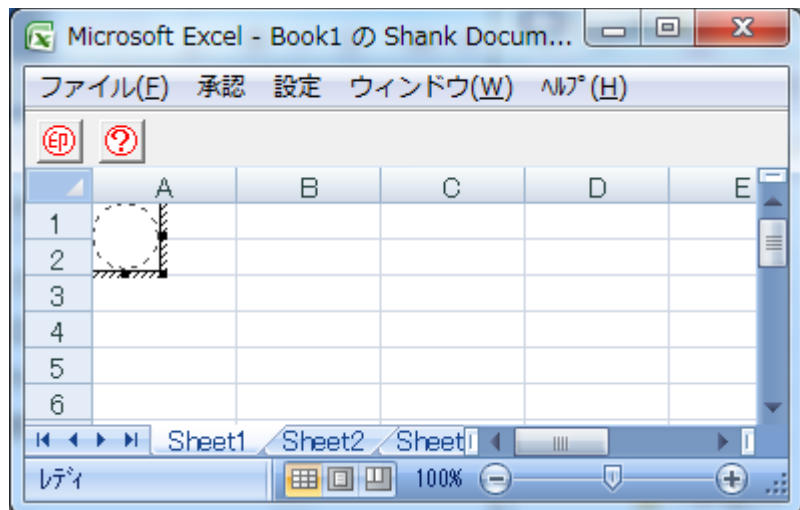 Microsoft Excel - Book1 の Shank Docum...
ファイル(F) 承認 設定 ウィンドウ(W) ﾍﾙﾌﾟ(H)
印 ?
A B C D E
1
2
3
4
5
6
Sheet1 Sheet2 Sheet
ﾚﾃﾞｨ 100%